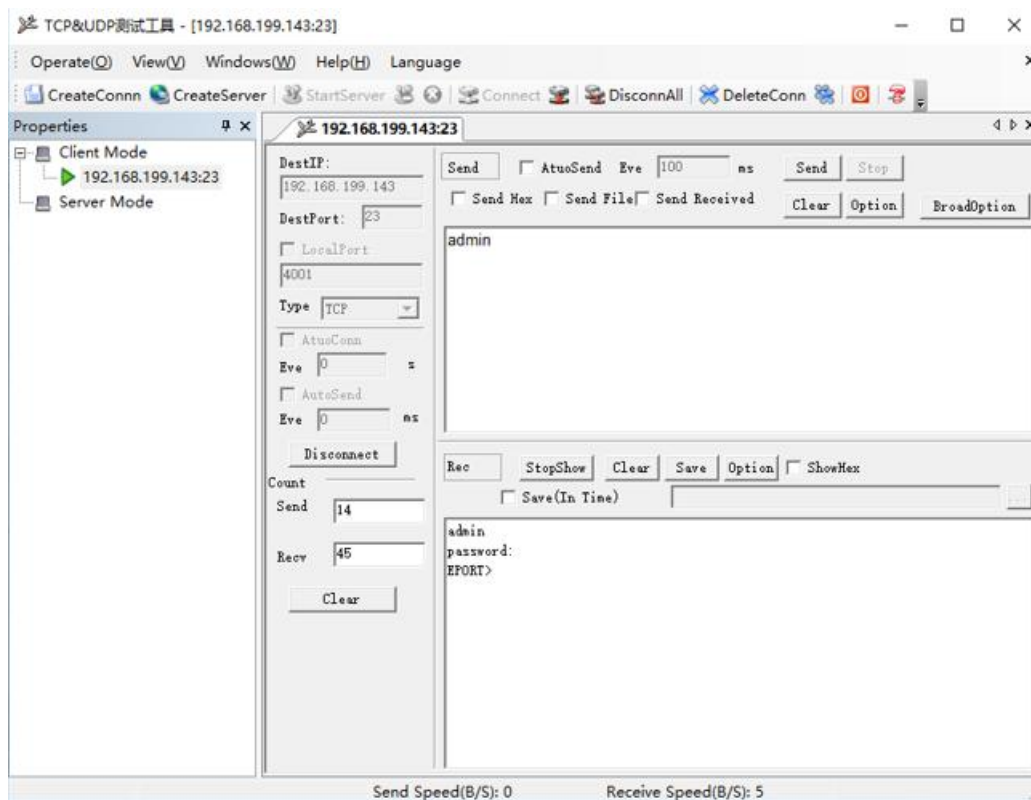 TCP&UDP测试工具 - [192.168.199.143:23]
Operate(O) View(V) Windows(W) Help(H) Language
CreateConnn CreateServer StartServer Connect DisconnAll DeleteConn
Properties
192.168.199.143:23
Client Mode
192.168.199.143:23
Server Mode
DestIP:
192.168.199.143
DestPort: 23
LocalPort
4001
Type TCP
AtuoConn
Eve 0 s
AutoSend
Eve 0 ms
Disconnect
Count
Send 14
Recv 45
Clear
Send AtuoSend Eve 100 ms Send Stop
Send Hex Send File Send Received Clear Option BroadOption
admin
Rec StopShow Clear Save Option ShowHex
Save(In Time) ...
admin
password:
EPORT>
Send Speed(B/S): 0 Receive Speed(B/S): 5